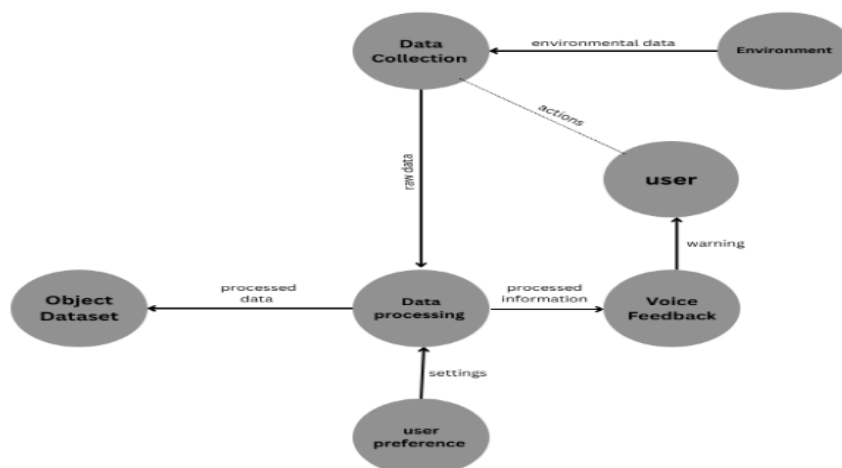 Data
Collection
environmental data
Environment
actions
raw data
user
warning
Object
Dataset
processed
data
Data
processing
processed
information
Voice
Feedback
settings
user
preference